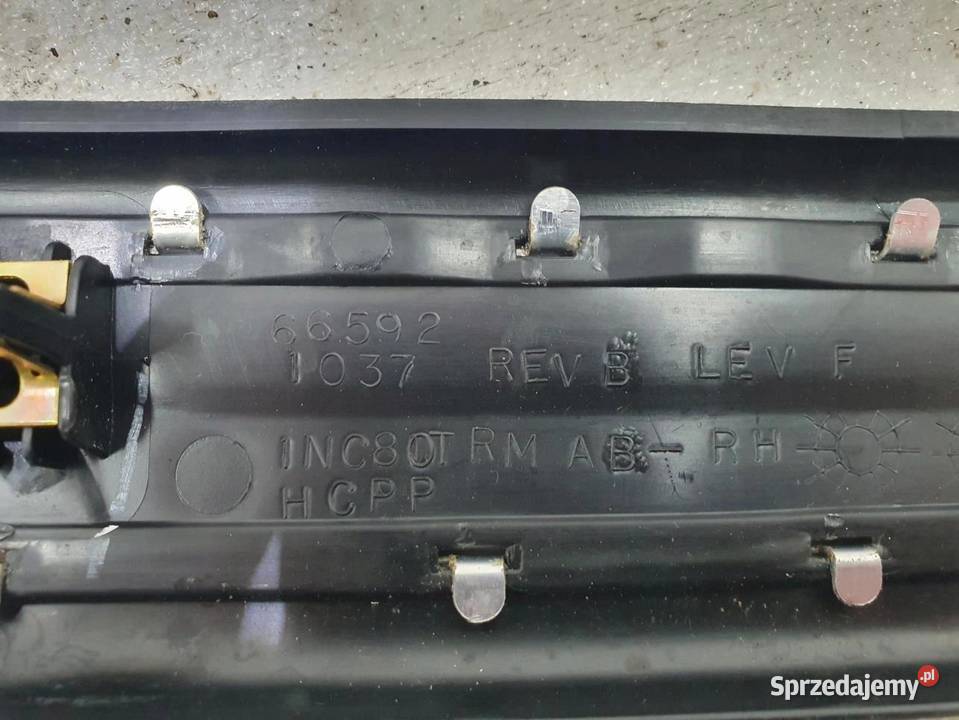 66592
1037 REV B LEV F
1NC80TRM AB-RH
HCPP
Sprzedajemy.pl